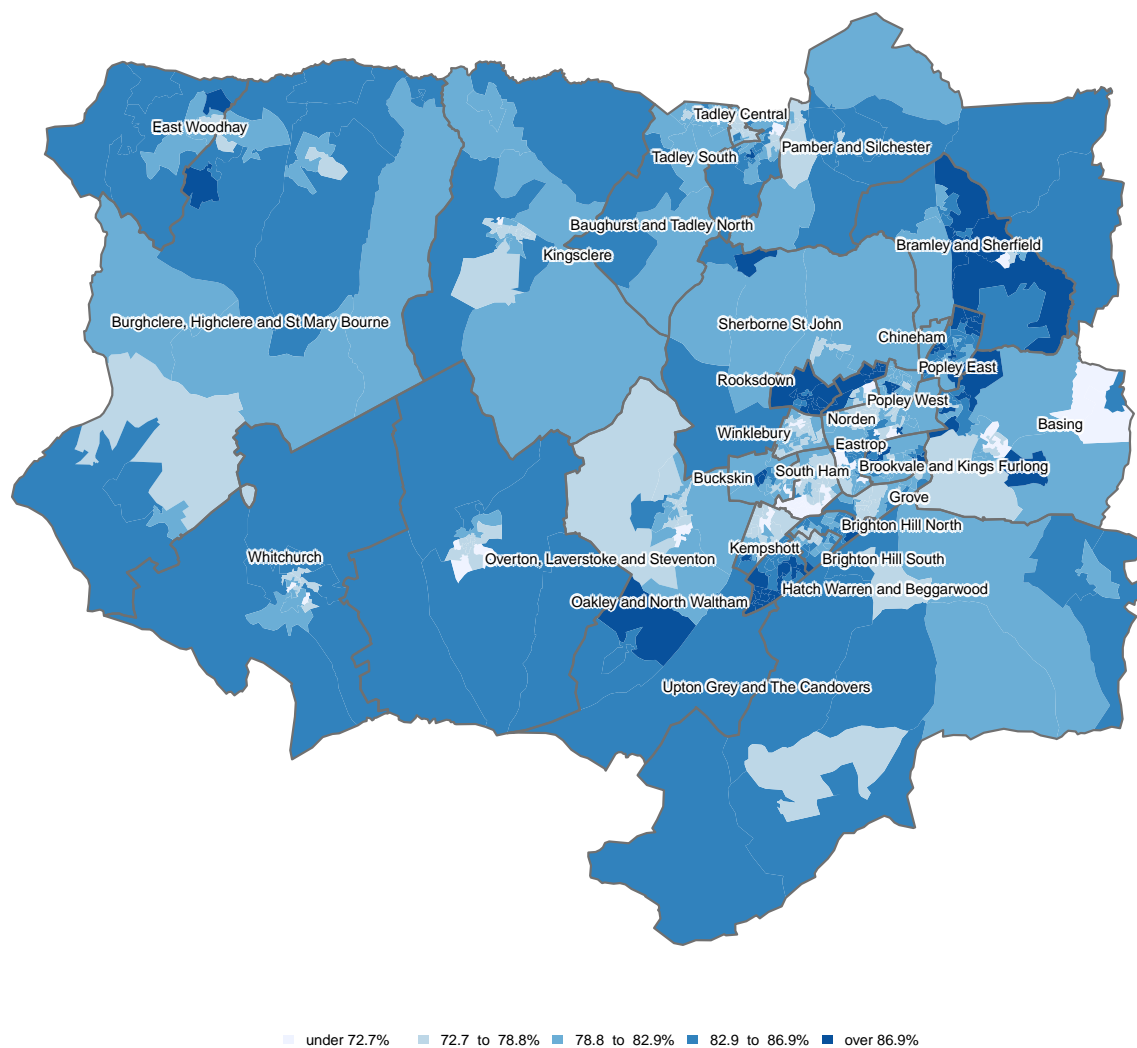 Tadley Central
East Woodhay
Pamber and Silchester
Tadley South
Baughurst and Tadley North
Bramley and Sherfield
Kingsclere
Burghclere, Highclere and St Mary Bourne
Sherborne St John
Chineham
Popley East
Rooksdown
Popley West
Norden
Basing
Winklebury
Eastrop
Brookvale and Kings Furlong
South Ham
Buckskin
Grove
Brighton Hill North
Kempshott
Whitchurch
Overton, Laverstoke and Steventon
Brighton Hill South
Hatch Warren and Beggarwood
Oakley and North Waltham
Upton Grey and The Candovers
under 72.7% 72.7 to 78.8% 78.8 to 82.9% 82.9 to 86.9% over 86.9%